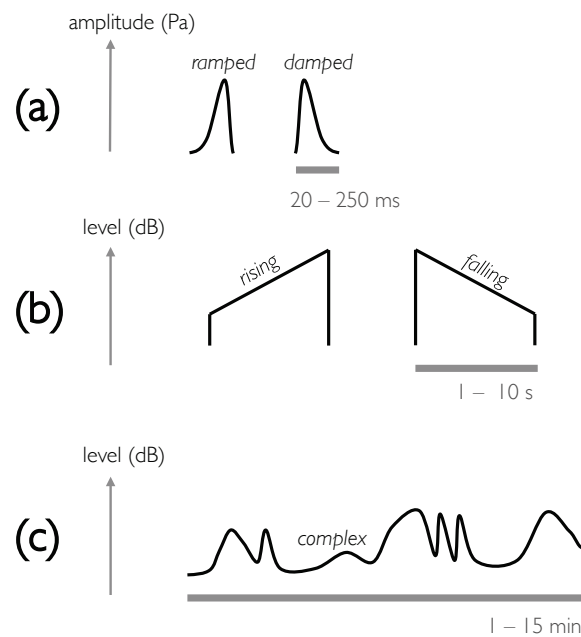 amplitude (Pa)
ramped damped
(a)
20 – 250 ms
level (dB)
rising falling
(b)
1 – 10 s
level (dB)
(c)
complex
1 – 15 min